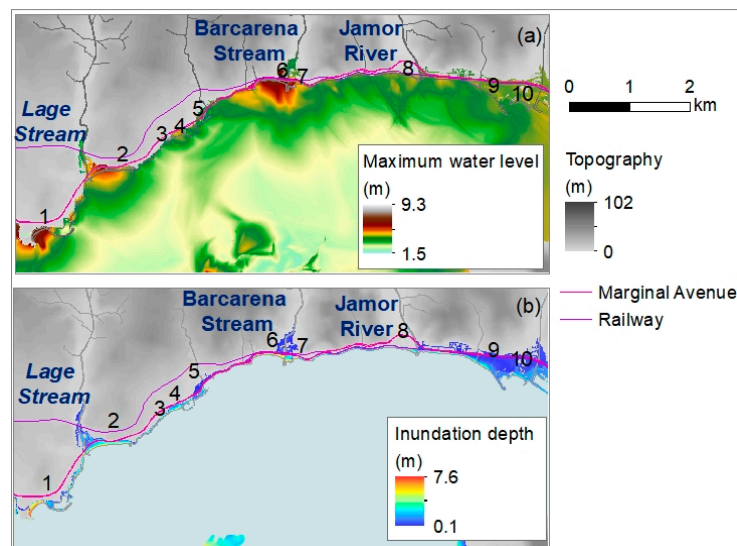 Barcarena
Stream
Jamor
River
(a)
Lage
Stream
1
2
3
4
5
6
7
8
9
10
Maximum water level
(m)
9.3
1.5
0 1 2
km
Topography
(m)
102
0
Marginal Avenue
Railway
Barcarena
Stream
Jamor
River
(b)
Lage
Stream
1
2
3
4
5
6
7
8
9
10
Inundation depth
(m)
7.6
0.1